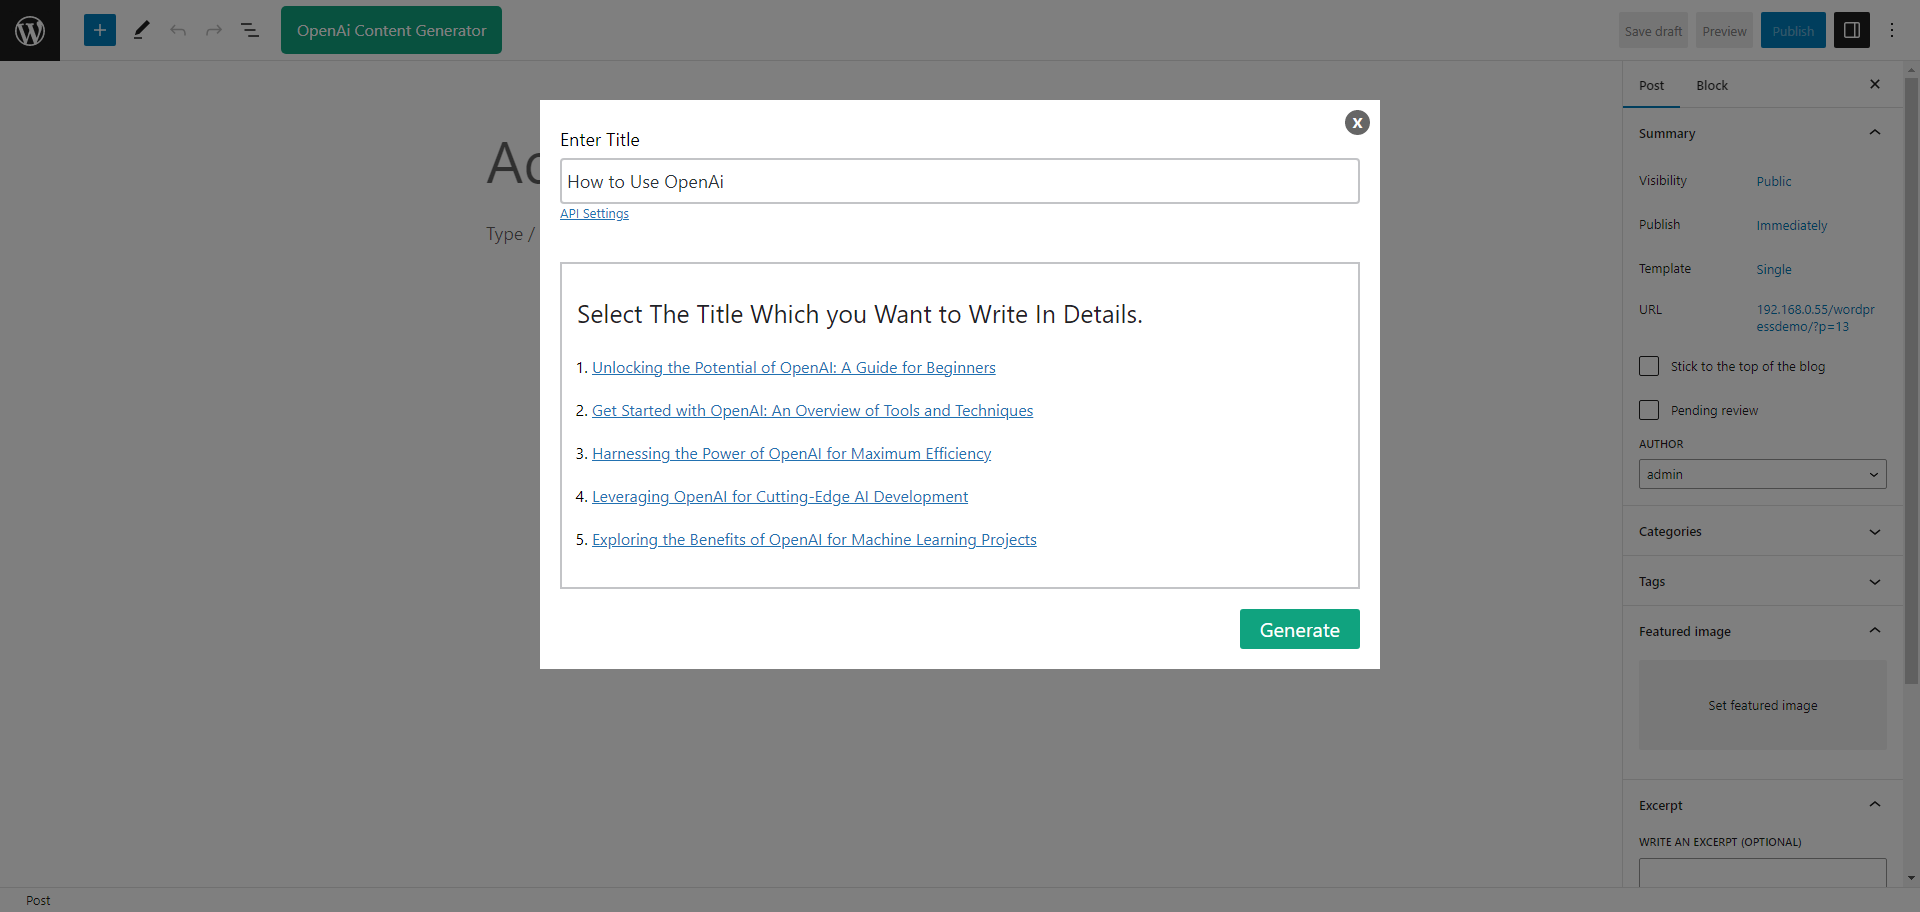 OpenAi Content Generator
Save draft
Preview
Publish
Ad
Type /
x
Enter Title
How to Use OpenAi
API Settings
Select The Title Which you Want to Write In Details.
1. Unlocking the Potential of OpenAI: A Guide for Beginners
2. Get Started with OpenAI: An Overview of Tools and Techniques
3. Harnessing the Power of OpenAI for Maximum Efficiency
4. Leveraging OpenAI for Cutting-Edge AI Development
5. Exploring the Benefits of OpenAI for Machine Learning Projects
Generate
Post
Block
Summary
Visibility
Public
Publish
Immediately
Template
Single
URL
192.168.0.55/wordpr
essdemo/?p=13
Stick to the top of the blog
Pending review
AUTHOR
admin
Categories
Tags
Featured image
Set featured image
Excerpt
WRITE AN EXCERPT (OPTIONAL)
Post